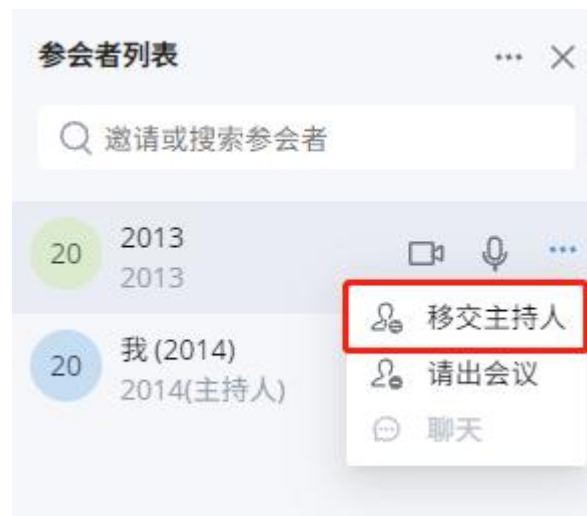 参会者列表
邀请或搜索参会者
20
2013
2013
移交主持人
20
我 (2014)
2014(主持人)
请出会议
聊天